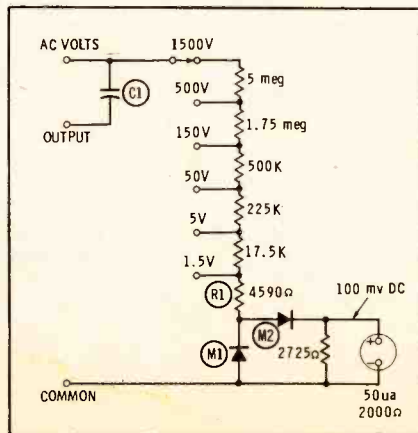 AC VOLTS
1500V
5 meg
C1
500V
OUTPUT
1.75 meg
150V
500K
50V
225K
5V
17.5K
1.5V
R1
4590Ω
100 mv DC
M2
M1
2725Ω
+
−
COMMON
50ua
2000Ω